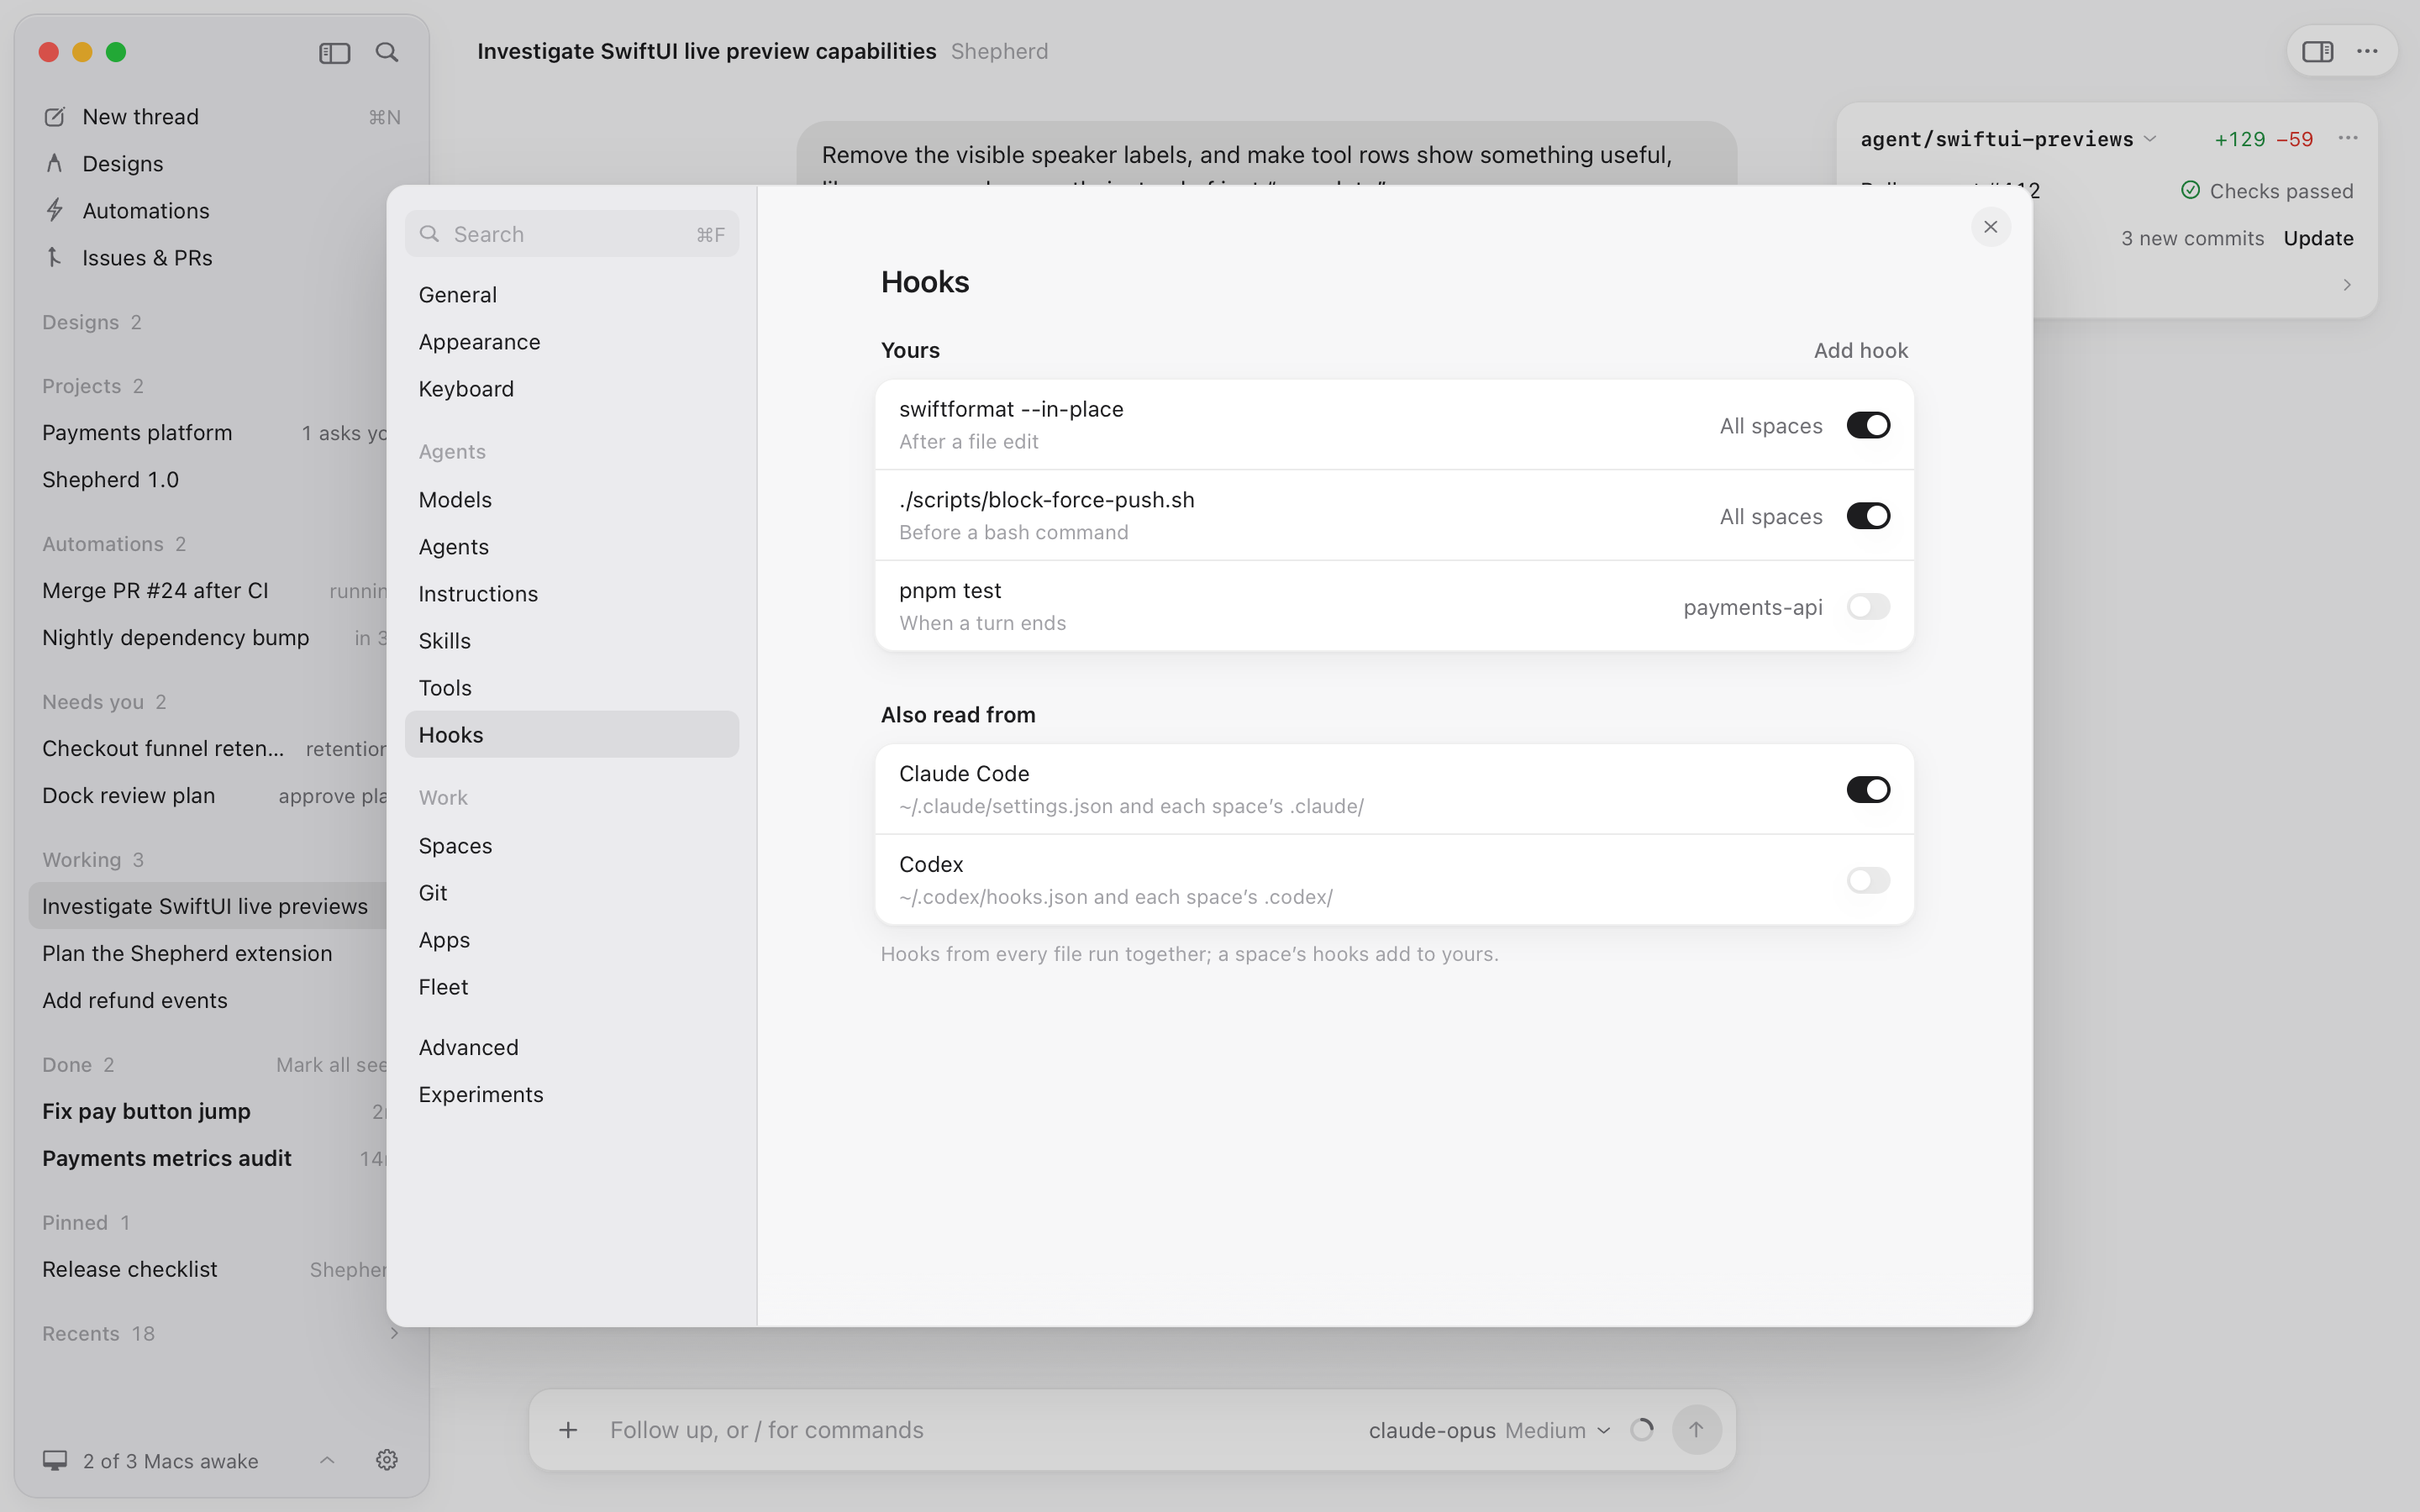 Investigate SwiftUI live preview capabilities Shepherd
New thread ⌘N
Designs
Automations
Issues & PRs
Designs 2
Projects 2
Payments platform 1 asks
Shepherd 1.0
Automations 2
Merge PR #24 after CI
Nightly dependency bump in
Needs you 2
Checkout funnel reten...
Dock review plan approve
Working 3
Investigate SwiftUI live previews
Plan the Shepherd extension
Add refund events
Done 2 Mark all
Fix pay button jump
Payments metrics audit
Pinned 1
Release checklist
Recents 18
2 of 3 Macs awake
Remove the visible speaker labels, and make tool rows show something useful,
agent/swiftui-previews +129 −59
Checks passed
3 new commits Update
Search ⌘F
General
Appearance
Keyboard
Agents
Models
Agents
Instructions
Skills
Tools
Hooks
Work
Spaces
Git
Apps
Fleet
Advanced
Experiments
Hooks
Yours Add hook
swiftformat --in-place
After a file edit
All spaces
./scripts/block-force-push.sh
Before a bash command
All spaces
pnpm test
When a turn ends
payments-api
Also read from
Claude Code
~/.claude/settings.json and each space’s .claude/
Codex
~/.codex/hooks.json and each space’s .codex/
Hooks from every file run together; a space’s hooks add to yours.
Follow up, or / for commands
claude-opus Medium